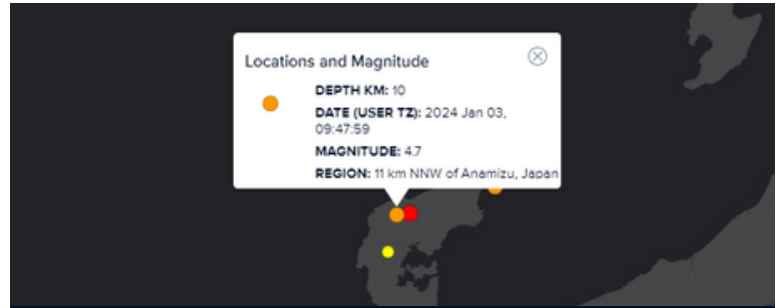 Locations and Magnitude
DEPTH KM: 10
DATE (USER TZ): 2024 Jan 03,
09:47:59
MAGNITUDE: 4.7
REGION: 11 km NNW of Anamizu, Japan